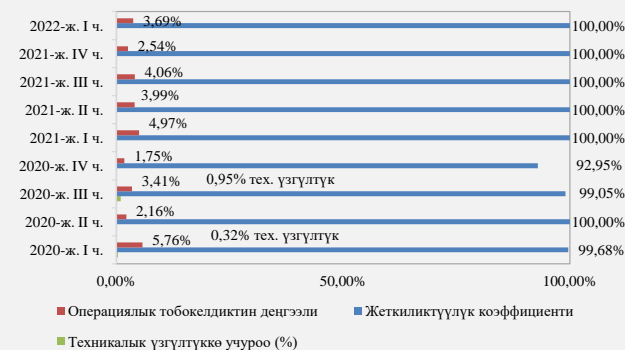 2022-ж. I ч. 3,69% 100,00%
2021-ж. IV ч. 2,54% 100,00%
2021-ж. III ч. 4,06% 100,00%
2021-ж. II ч. 3,99% 100,00%
2021-ж. I ч. 4,97% 100,00%
2020-ж. IV ч. 1,75% 92,95%
2020-ж. III ч. 3,41% 0,95% тех. үзгүлтүк 99,05%
2020-ж. II ч. 2,16% 100,00%
2020-ж. I ч. 5,76% 0,32% тех. үзгүлтүк 99,68%
0,00% 50,00% 100,00%
Операциялык тобокелдиктин деңгээли Жеткиликтүүлүк коэффициенти
Техникалык үзгүлтүккө учуроо (%)